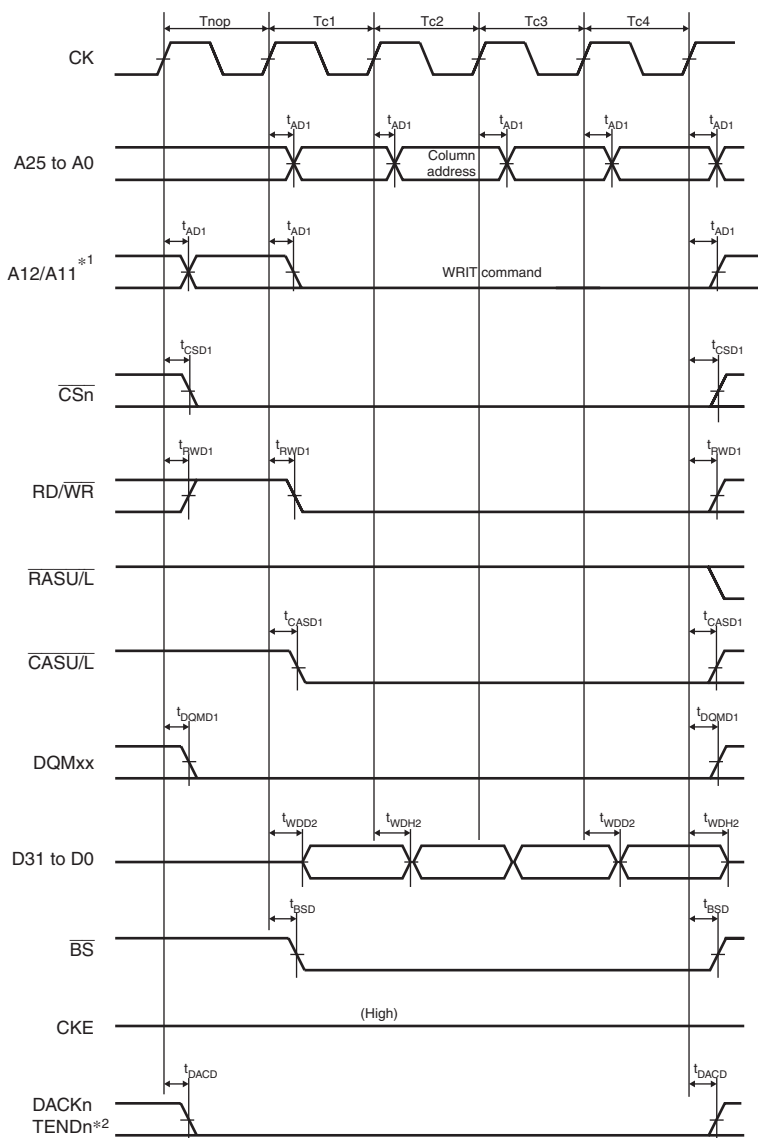 Tnop Tc1 Tc2 Tc3 Tc4
CK
tAD1 tAD1 tAD1 tAD1 tAD1
A25 to A0
Column
address
tAD1 tAD1 tAD1
A12/A11*1
WRIT command
tCSD1 tCSD1
CSn
tRWD1 tRWD1 tRWD1
RD/WR
RASU/L
tCASD1 tCASD1
CASU/L
tDQMD1 tDQMD1
DQMxx
tWDD2 tWDH2 tWDD2 tWDH2
D31 to D0
tBSD tBSD
BS
(High)
CKE
tDACD tDACD
DACKn
TENDn*2